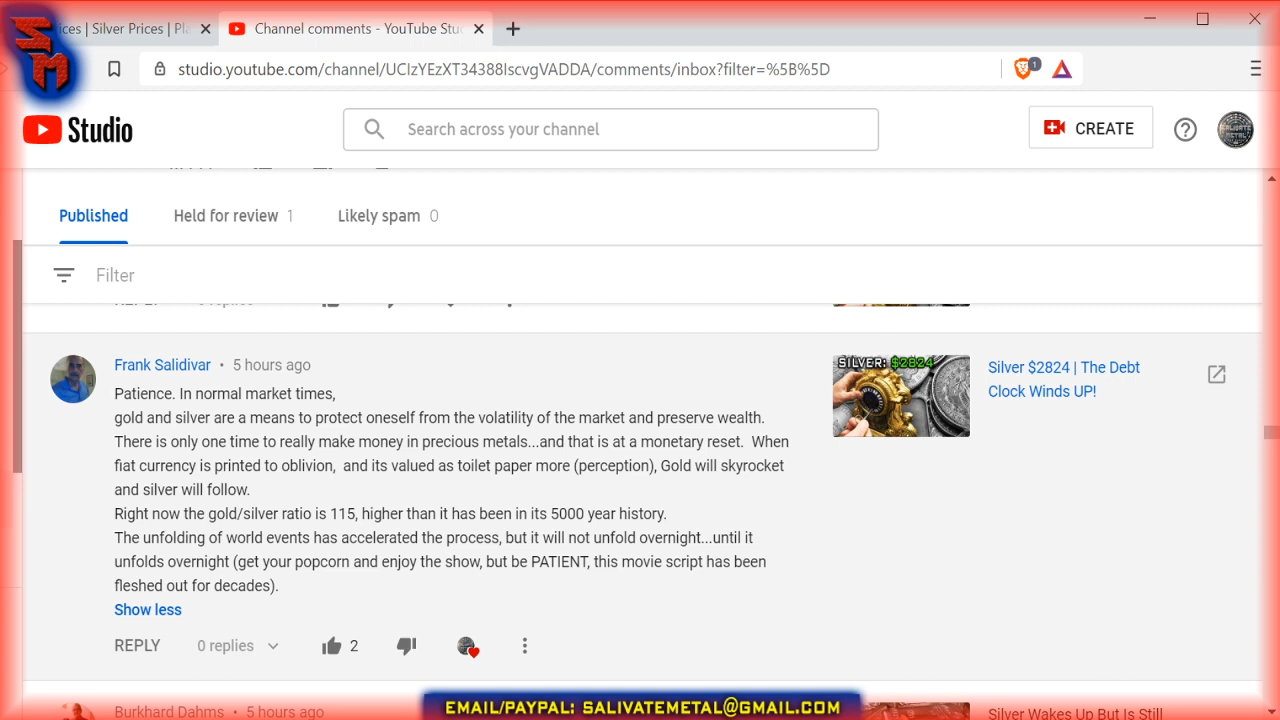 SM
ices | Silver Prices | Pla
Channel comments - YouTube Stud
studio.youtube.com/channel/UCIzYEzXT34388IscvgVADDA/comments/inbox?filter=%5B%5D
1
Studio
Search across your channel
CREATE
Published
Held for review 1
Likely spam 0
Filter
Frank Salidivar • 5 hours ago
Patience. In normal market times,
gold and silver are a means to protect oneself from the volatility of the market and preserve wealth.
There is only one time to really make money in precious metals...and that is at a monetary reset. When
fiat currency is printed to oblivion, and its valued as toilet paper more (perception), Gold will skyrocket
and silver will follow.
Right now the gold/silver ratio is 115, higher than it has been in its 5000 year history.
The unfolding of world events has accelerated the process, but it will not unfold overnight...until it
unfolds overnight (get your popcorn and enjoy the show, but be PATIENT, this movie script has been
fleshed out for decades).
Show less
REPLY 0 replies 2
SILVER: $2824
Silver $2824 | The Debt
Clock Winds UP!
Burkhard Dahms • 5 hours ago
Silver Wakes Up But Is Still
EMAIL/PAYPAL: SALIVATEMETAL@GMAIL.COM